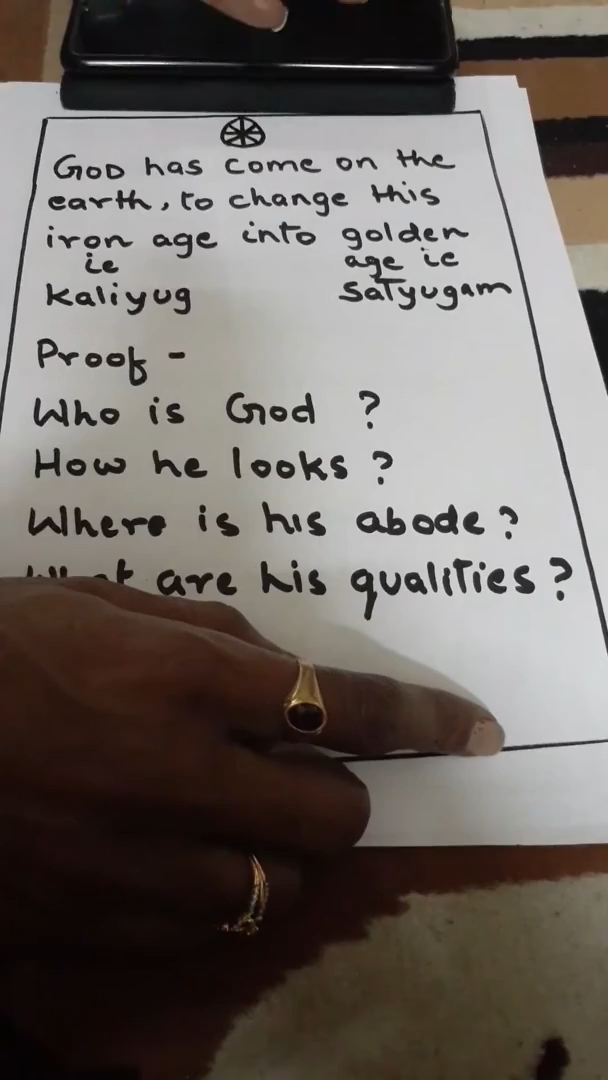 GOD has come on the
earth, to change this
iron age into golden
ie age ie
Kaliyug Satyugam
Proof -
Who is God ?
How he looks ?
Where is his abode ?
are his qualities ?